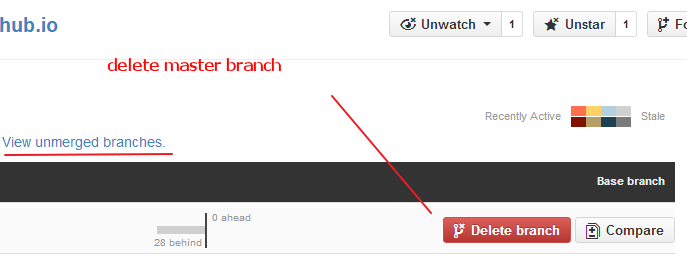 hub.io
Unwatch 1 Unstar 1 Fo
delete master branch
Recently Active Stale
View unmerged branches.
Base branch
0 ahead
28 behind
Delete branch Compare